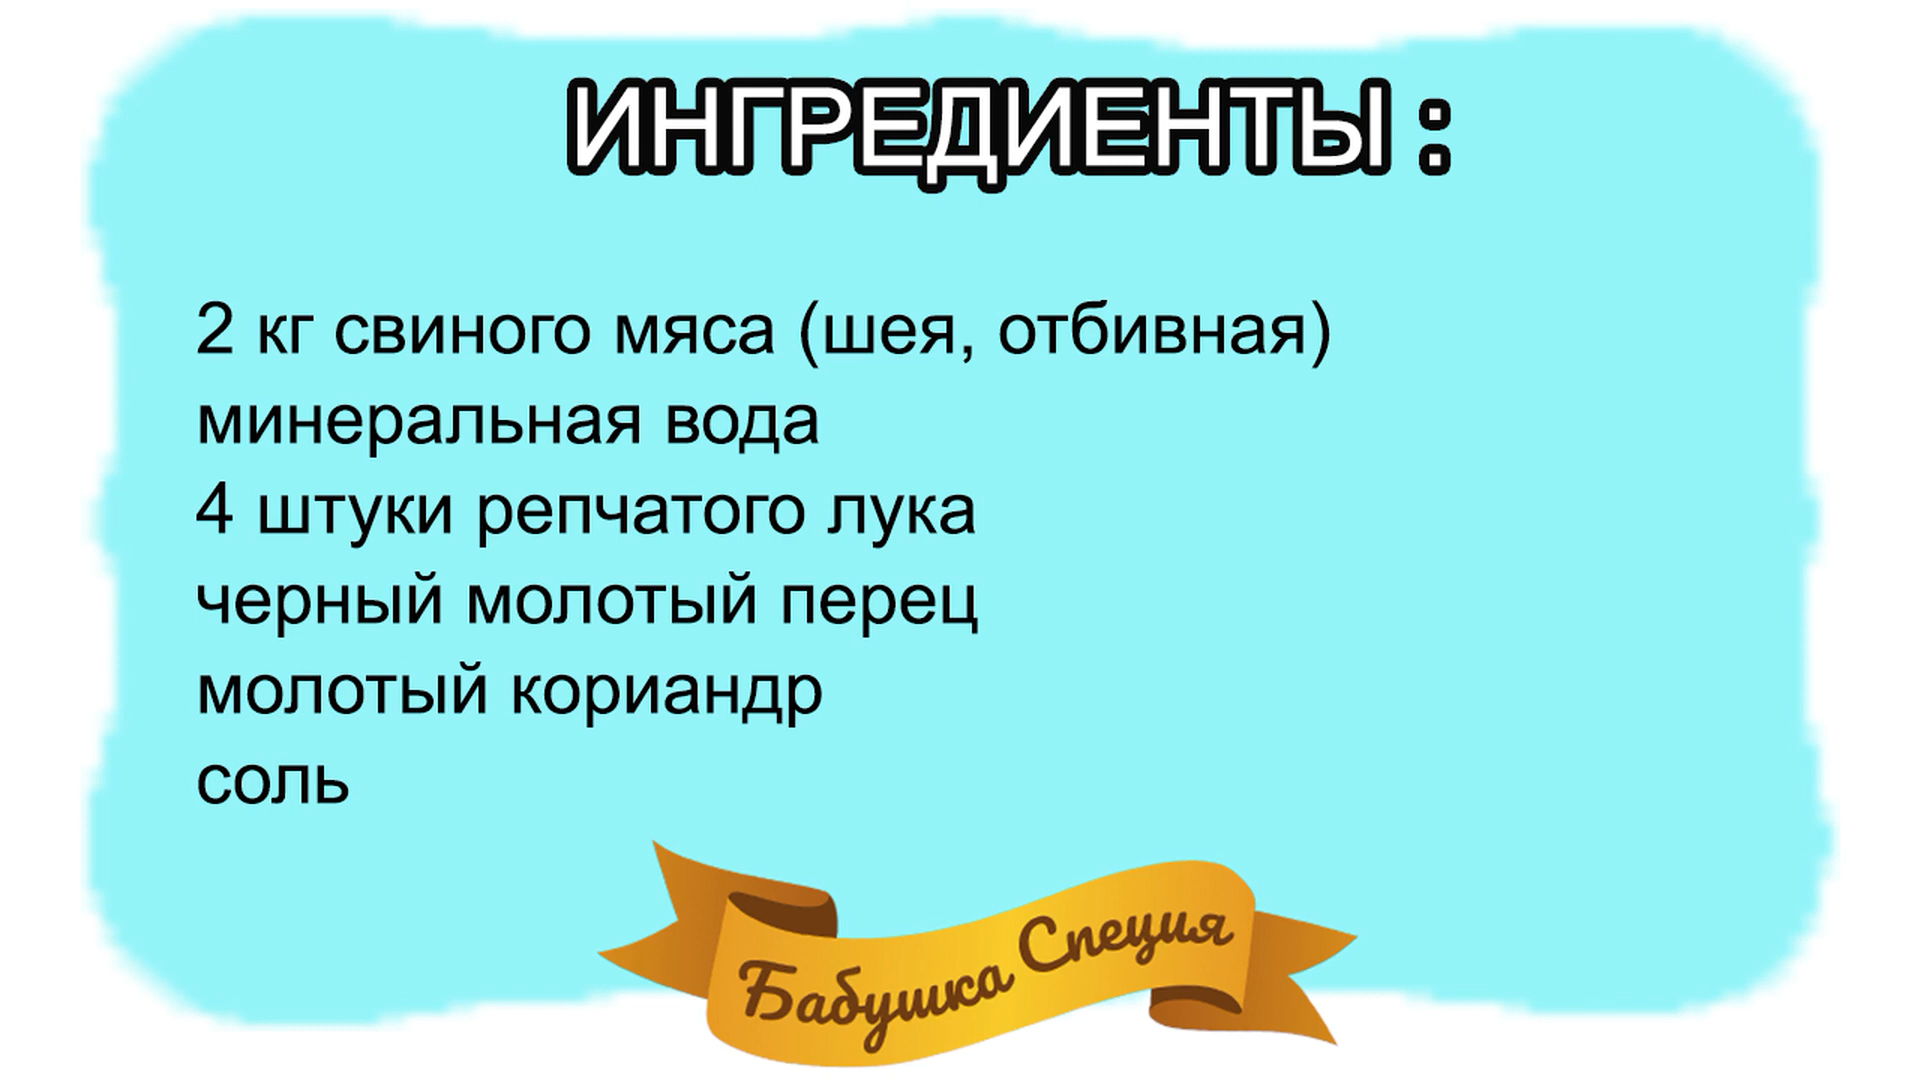 ИНГРЕДИЕНТЫ :
2 кг свиного мяса (шея, отбивная)
минеральная вода
4 штуки репчатого лука
черный молотый перец
молотый кориандр
соль
Бабушка Специя